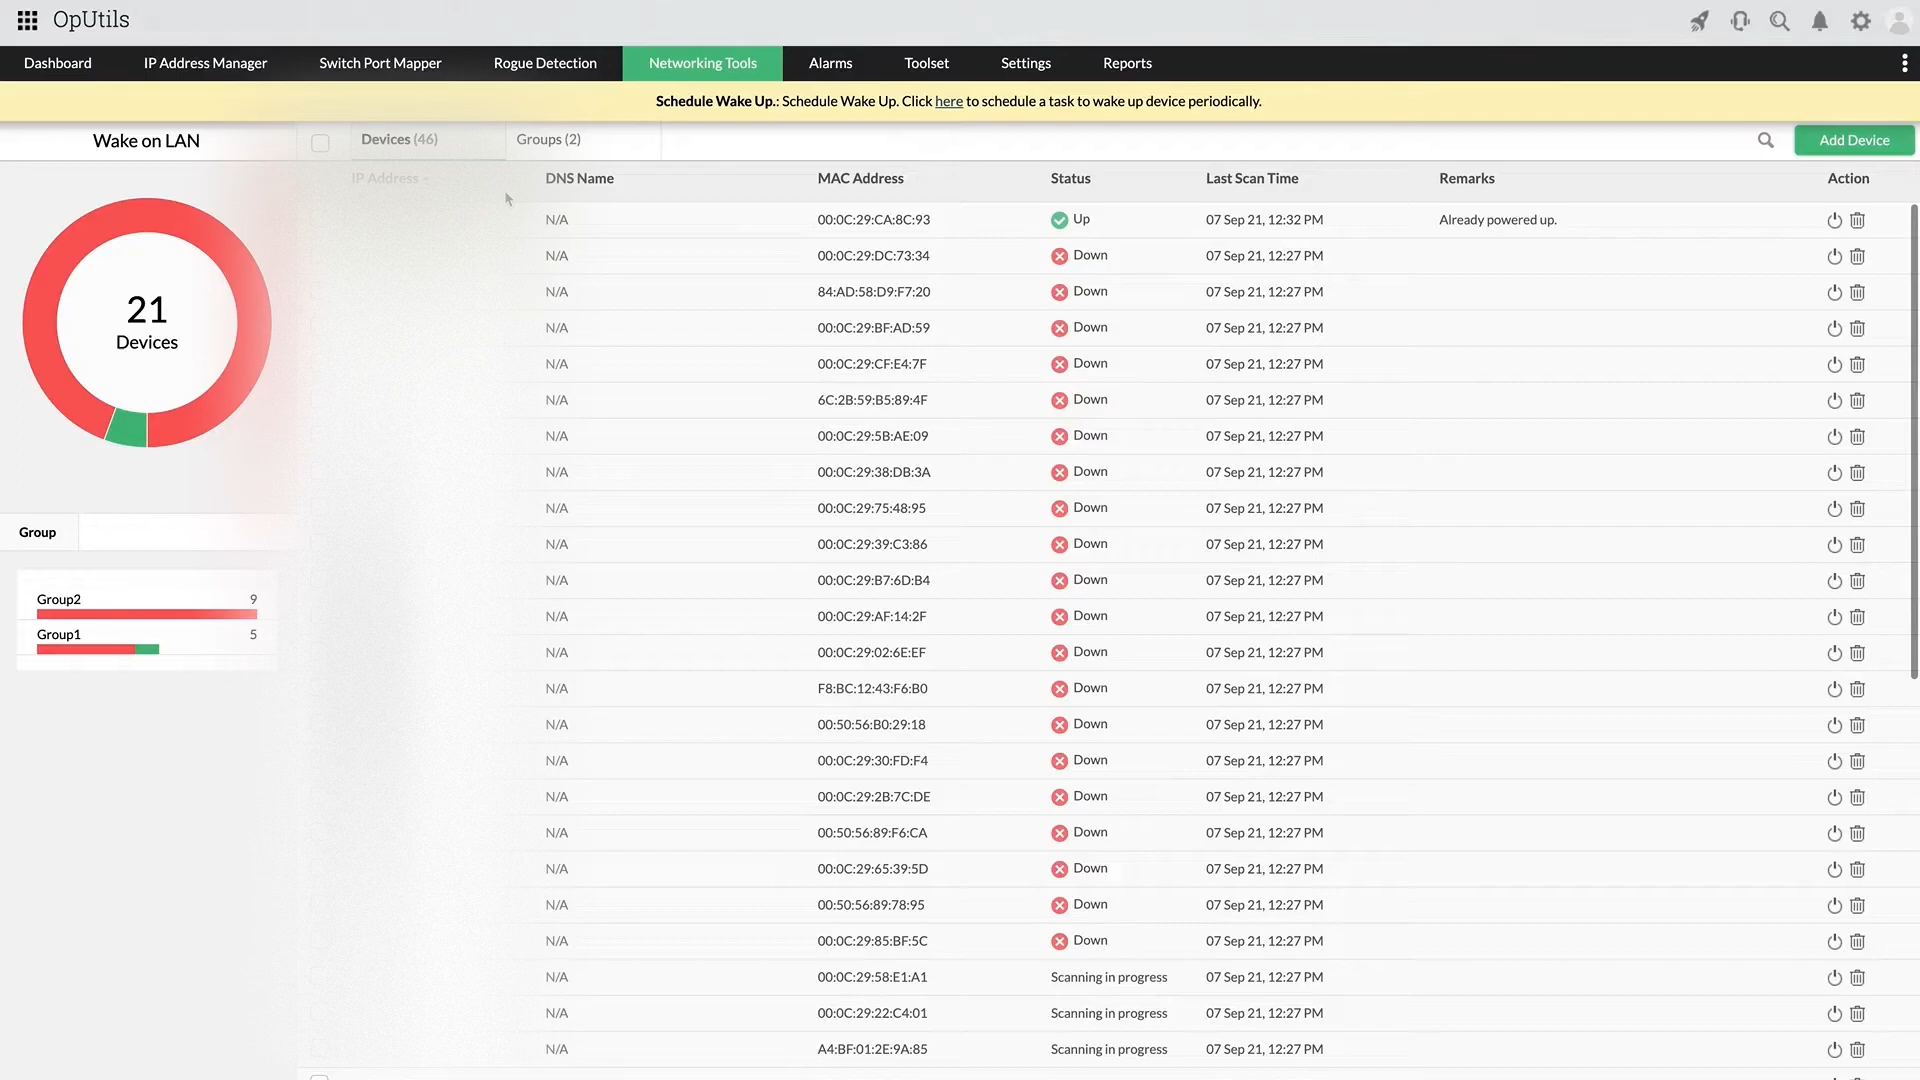 OpUtils
Dashboard IP Address Manager Switch Port Mapper Rogue Detection Networking Tools Alarms Toolset Settings Reports
Schedule Wake Up.: Schedule Wake Up. Click here to schedule a task to wake up device periodically.
Wake on LAN
Devices (46) Groups (2) Add Device
IP Address DNS Name MAC Address Status Last Scan Time Remarks Action
21
Devices
Group
Group2 9
Group1 5
N/A 00:0C:29:CA:8C:93 Up 07 Sep 21, 12:32 PM Already powered up.
N/A 00:0C:29:DC:73:34 Down 07 Sep 21, 12:27 PM
N/A 84:AD:58:D9:F7:20 Down 07 Sep 21, 12:27 PM
N/A 00:0C:29:BF:AD:59 Down 07 Sep 21, 12:27 PM
N/A 00:0C:29:CF:E4:7F Down 07 Sep 21, 12:27 PM
N/A 6C:2B:59:B5:89:4F Down 07 Sep 21, 12:27 PM
N/A 00:0C:29:5B:AE:09 Down 07 Sep 21, 12:27 PM
N/A 00:0C:29:38:DB:3A Down 07 Sep 21, 12:27 PM
N/A 00:0C:29:75:48:95 Down 07 Sep 21, 12:27 PM
N/A 00:0C:29:39:C3:86 Down 07 Sep 21, 12:27 PM
N/A 00:0C:29:B7:6D:B4 Down 07 Sep 21, 12:27 PM
N/A 00:0C:29:AF:14:2F Down 07 Sep 21, 12:27 PM
N/A 00:0C:29:02:6E:EF Down 07 Sep 21, 12:27 PM
N/A F8:BC:12:43:F6:B0 Down 07 Sep 21, 12:27 PM
N/A 00:50:56:B0:29:18 Down 07 Sep 21, 12:27 PM
N/A 00:0C:29:30:FD:F4 Down 07 Sep 21, 12:27 PM
N/A 00:0C:29:2B:7C:DE Down 07 Sep 21, 12:27 PM
N/A 00:50:56:89:F6:CA Down 07 Sep 21, 12:27 PM
N/A 00:0C:29:65:39:5D Down 07 Sep 21, 12:27 PM
N/A 00:50:56:89:78:95 Down 07 Sep 21, 12:27 PM
N/A 00:0C:29:85:BF:5C Down 07 Sep 21, 12:27 PM
N/A 00:0C:29:58:E1:A1 Scanning in progress 07 Sep 21, 12:27 PM
N/A 00:0C:29:22:C4:01 Scanning in progress 07 Sep 21, 12:27 PM
N/A A4:BF:01:2E:9A:85 Scanning in progress 07 Sep 21, 12:27 PM